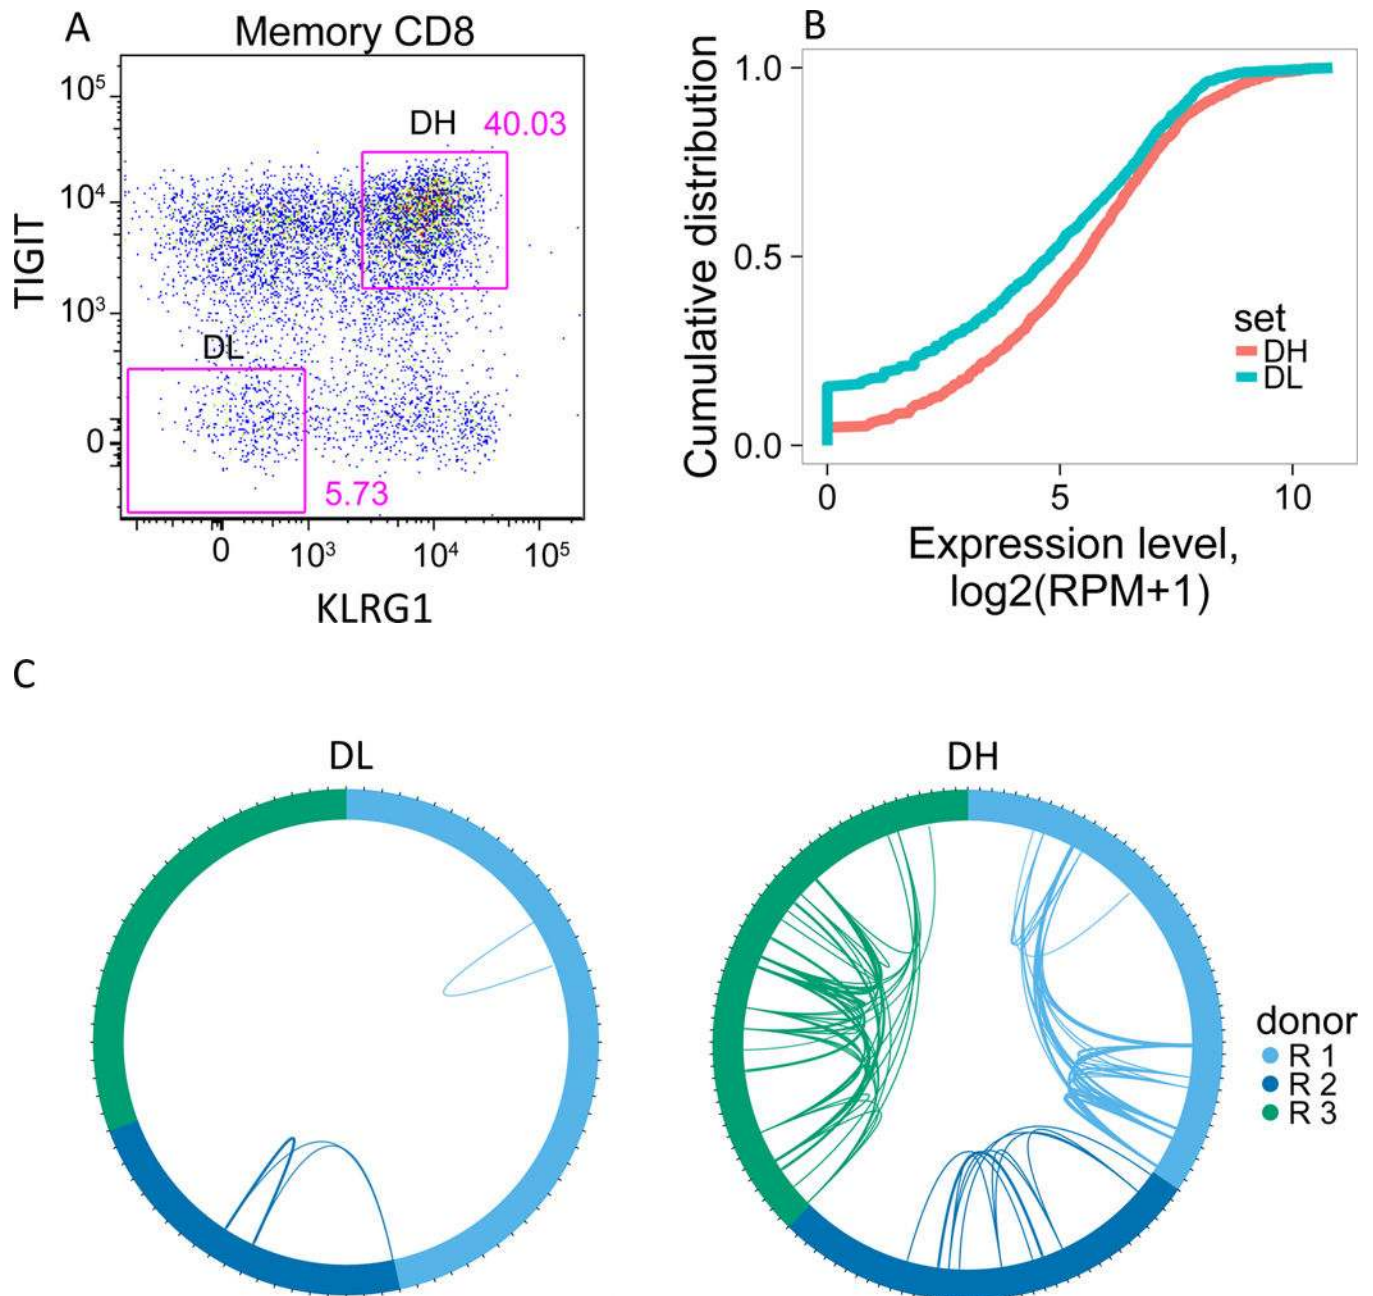 A
Memory CD8
TIGIT
10⁵
10⁴
10³
0
DH
40.03
DL
5.73
0
10³
10⁴
10⁵
KLRG1
B
Cumulative distribution
1.0
0.5
0.0
set
DH
DL
0
5
10
Expression level,
log2(RPM+1)
C
DL
DH
donor
R 1
R 2
R 3